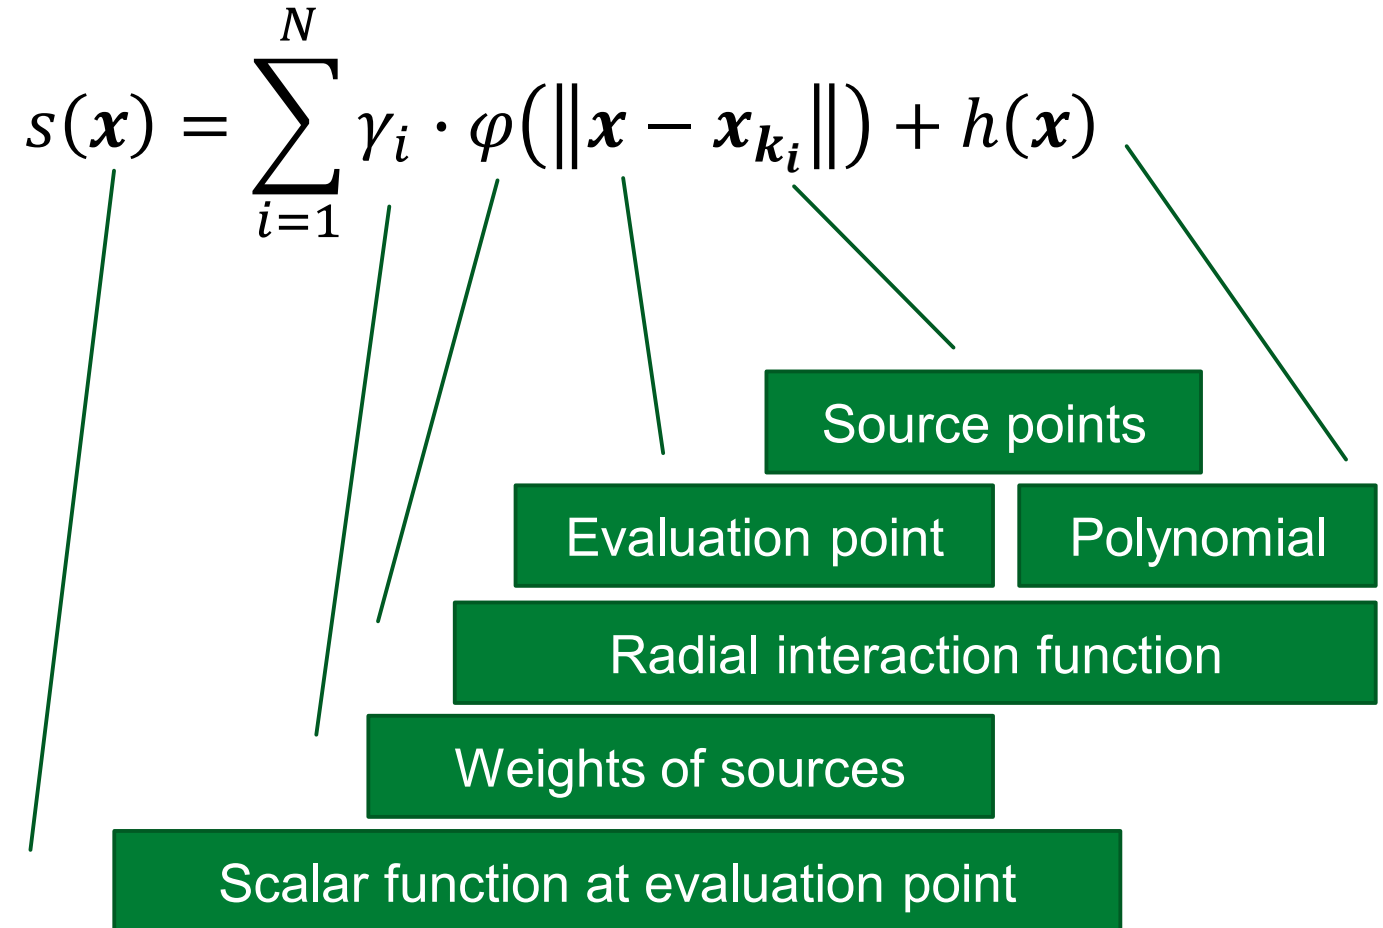 s(x) = ∑_{i=1}^{N} γ_i · φ(‖x − x_{k_i}‖) + h(x)
Source points
Evaluation point
Polynomial
Radial interaction function
Weights of sources
Scalar function at evaluation point